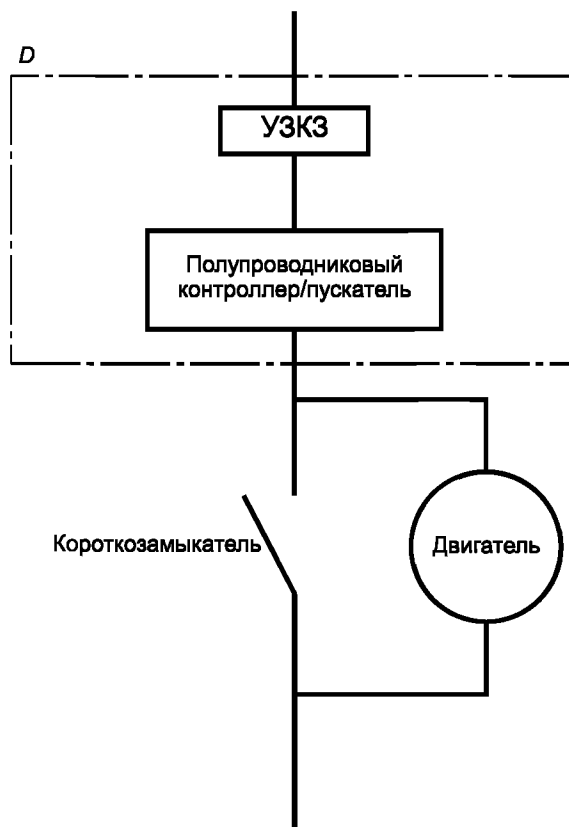 D
УЗКЗ
Полупроводниковый
контроллер/пускатель
Короткозамыкатель
Двигатель